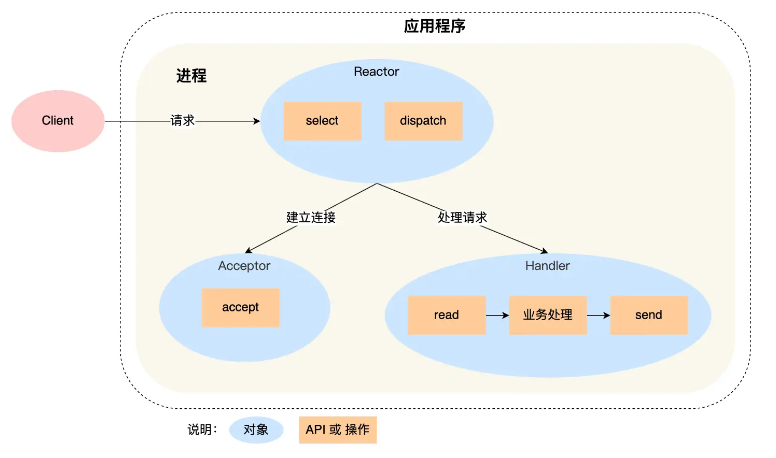 应用程序
进程
Reactor
Client
请求
select
dispatch
建立连接
处理请求
Acceptor
Handler
accept
read
业务处理
send
说明：
对象
API 或 操作